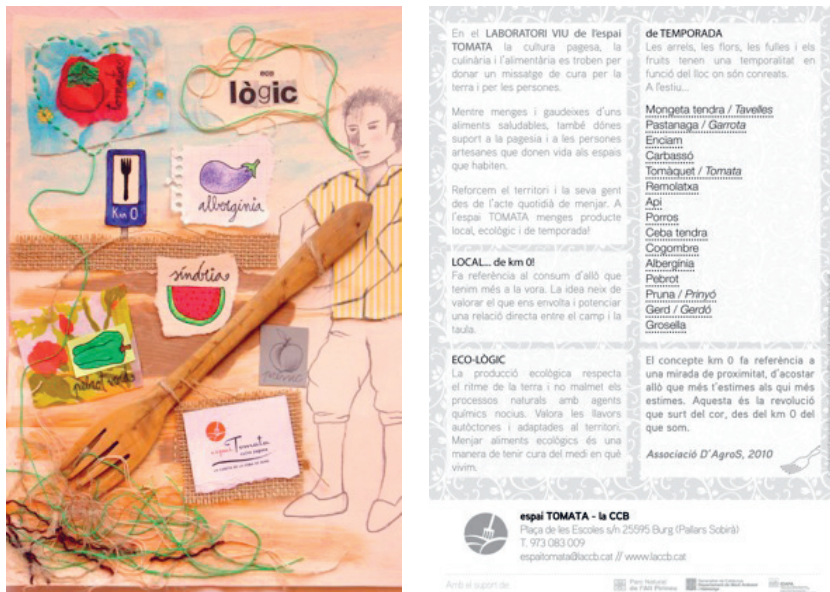 tomata
eco
lògic
Km 0
albergínia
síndria
pebrot verd
espai Tomata
En el LABORATORI VIU de l'espai
TOMATA la cultura pagesa, la
culinària i l'alimentària es troben per
donar un missatge de cura per la
terra i per les persones.
Mentre menges i gaudeixes d'uns
aliments saludables, també dónes
suport a la pagesia i a les persones
artesanes que donen vida als espais
que habiten.
Reforcem el territori i la seva gent
des de l'acte quotidià de menjar. A
l'espai TOMATA menges producte
local, ecològic i de temporada!
LOCAL... de km 0!
Fa referència al consum d'allò que
tenim més a la vora. La idea neix de
valorar el que ens envolta i potenciar
una relació directa entre el camp i la
taula.
ECO-LÒGIC
La producció ecològica respecta
el ritme de la terra i no malmet els
processos naturals amb agents
químics nocius. Valora les llavors
autòctones i adaptades al territori.
Menjar aliments ecològics és una
manera de tenir cura del medi en què
vivim.
de TEMPORADA
Les arrels, les flors, les fulles i els
fruits tenen una temporalitat en
funció del lloc on són conreats.
A l'estiu...
Mongeta tendra / Tavelles
Pastanaga / Garrota
Enciam
Carbassó
Tomàquet / Tomata
Remolatxa
Api
Porros
Ceba tendra
Cogombre
Albergínia
Pebrot
Pruna / Prinyó
Gerd / Gerdó
Grosella
El concepte km 0 fa referència a
una mirada de proximitat, d'acostar
allò que més t'estimes als qui més
estimes. Aquesta és la revolució
que surt del cor, des del km 0 del
que som.
Associació D'AgroS, 2010
espai TOMATA - la CCB
Plaça de les Escoles s/n 25595 Burg (Pallars Sobirà)
T. 973 083 009
espaitomata@laccb.cat // www.laccb.cat
Amb el suport de:
Parc Natural
de l'Alt Pirineu